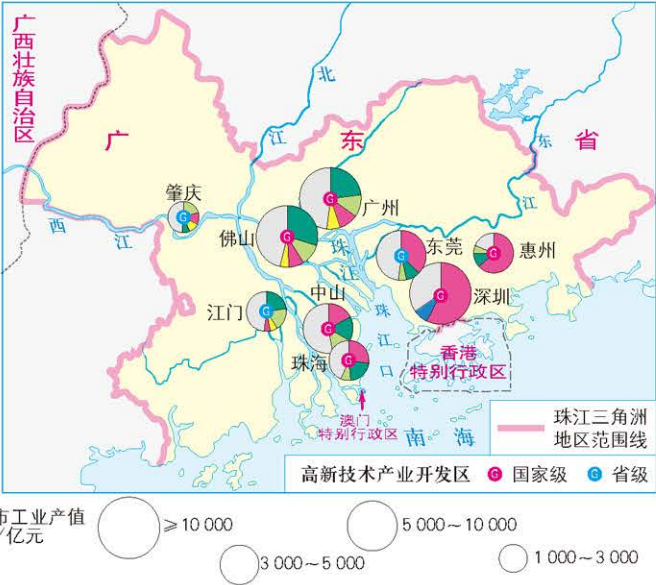 广西壮族自治区
广 东 省
北
江
东
江
西 江
肇庆
佛山
广州
珠
江
东莞
惠州
深圳
中山
江门
珠海
珠江口
香港
特别行政区
澳门
特别行政区
南 海
G
G
G
G
G
G
G
G
G
珠江三角洲
地区范围线
高新技术产业开发区 G 国家级 G 省级
市工业产值
/亿元
≥10 000
5 000~10 000
3 000~5 000
1 000~3 000